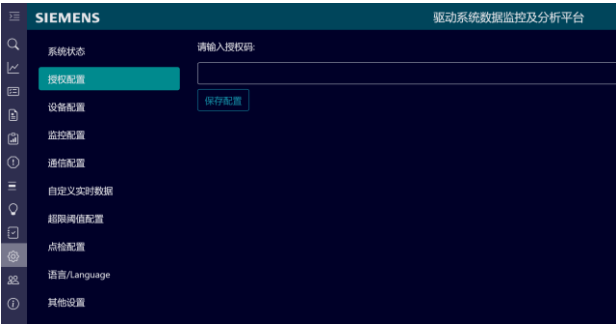 SIEMENS
驱动系统数据监控及分析平台
系统状态
授权配置
设备配置
监控配置
通信配置
自定义实时数据
超限阈值配置
点检配置
语言/Language
其他设置
请输入授权码:
保存配置